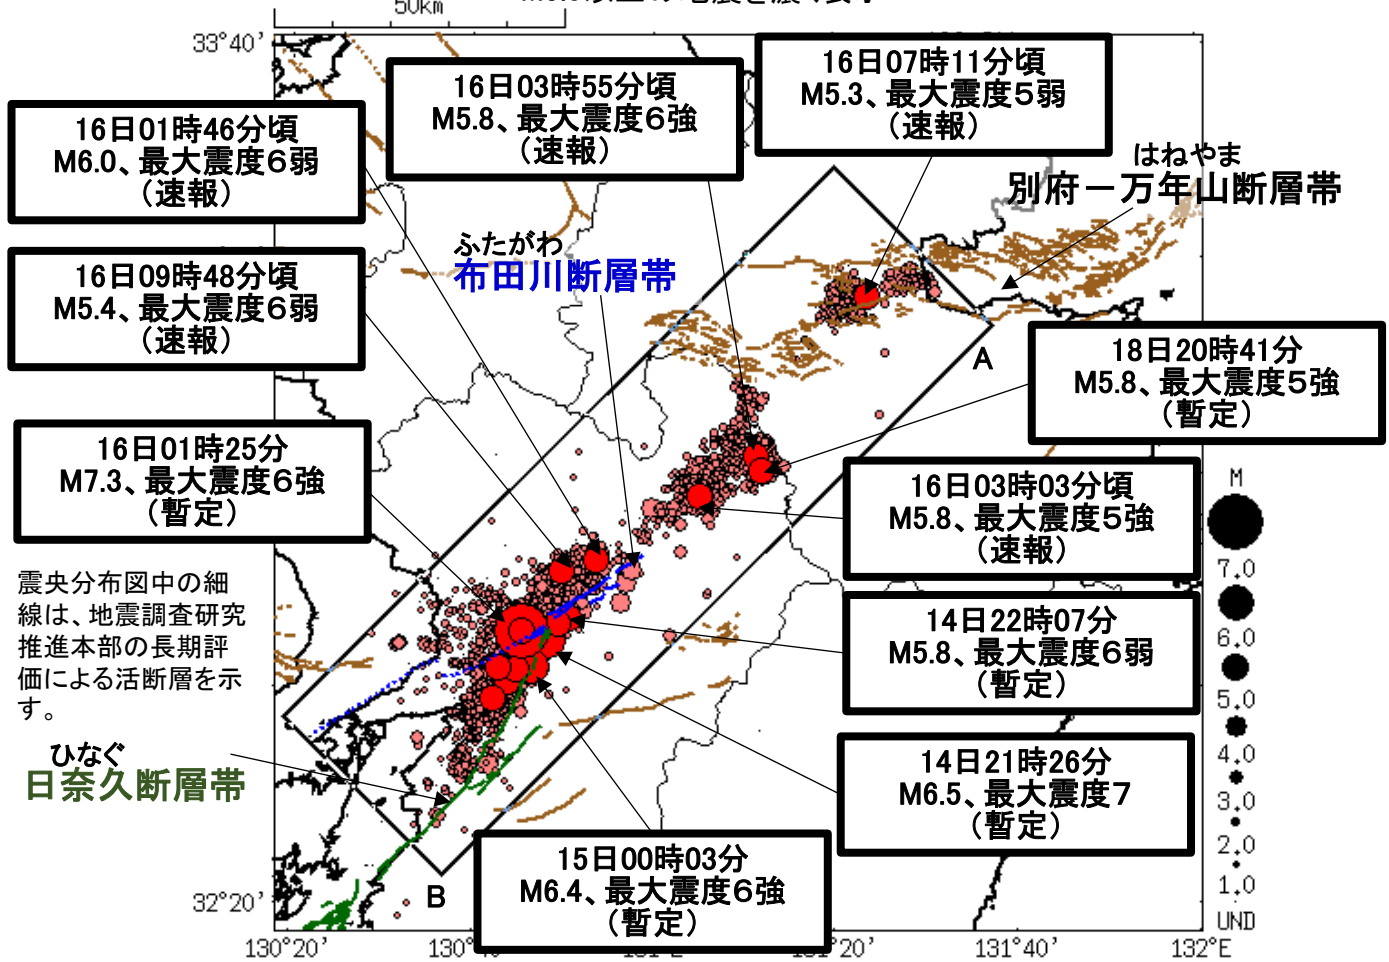 50km
33°40'
16日03時55分頃
M5.8、最大震度6強
(速報)
16日07時11分頃
M5.3、最大震度5弱
(速報)
16日01時46分頃
M6.0、最大震度6弱
(速報)
はねやま
別府－万年山断層帯
ふたがわ
布田川断層帯
16日09時48分頃
M5.4、最大震度6弱
(速報)
A
18日20時41分
M5.8、最大震度5強
(暫定)
16日01時25分
M7.3、最大震度6強
(暫定)
16日03時03分頃
M5.8、最大震度5強
(速報)
M
7.0
6.0
5.0
4.0
3.0
2.0
1.0
UND
震央分布図中の細
線は、地震調査研究
推進本部の長期評
価による活断層を示
す。
14日22時07分
M5.8、最大震度6弱
(暫定)
ひなぐ
日奈久断層帯
14日21時26分
M6.5、最大震度7
(暫定)
15日00時03分
M6.4、最大震度6強
(暫定)
B
32°20'
130°20'
131°40'
132°E